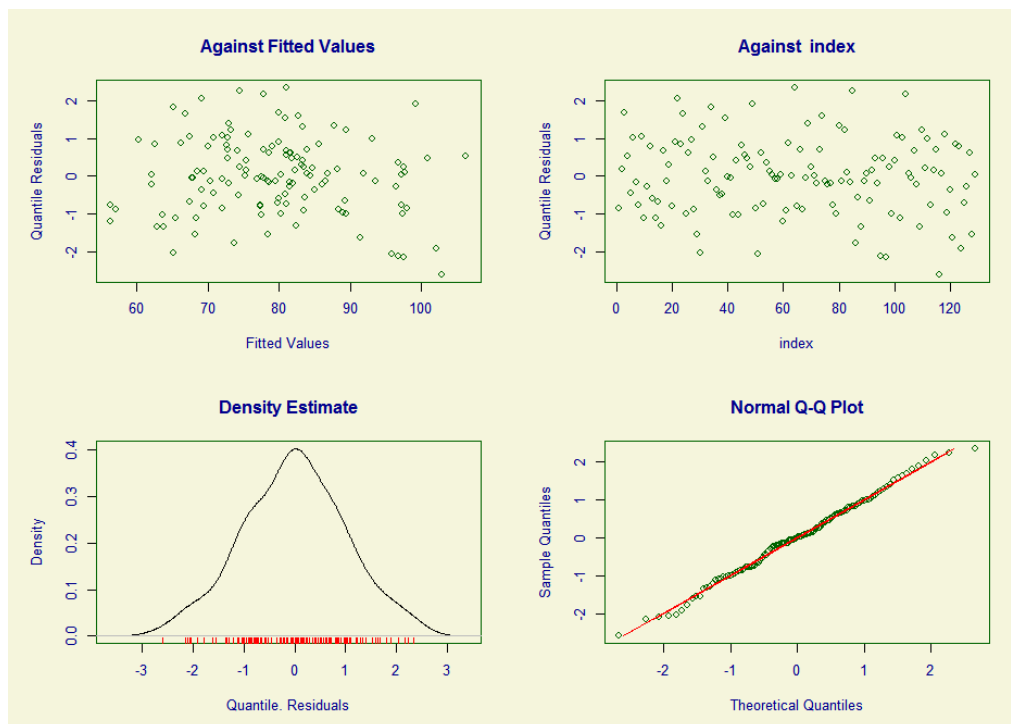 Against Fitted Values
Quantile Residuals
2
1
0
-1
-2
60 70 80 90 100
Fitted Values
Against index
Quantile Residuals
2
1
0
-1
-2
0 20 40 60 80 100 120
index
Density Estimate
Density
0.4
0.3
0.2
0.1
0.0
-3 -2 -1 0 1 2 3
Quantile. Residuals
Normal Q-Q Plot
Sample Quantiles
2
1
0
-1
-2
-2 -1 0 1 2
Theoretical Quantiles